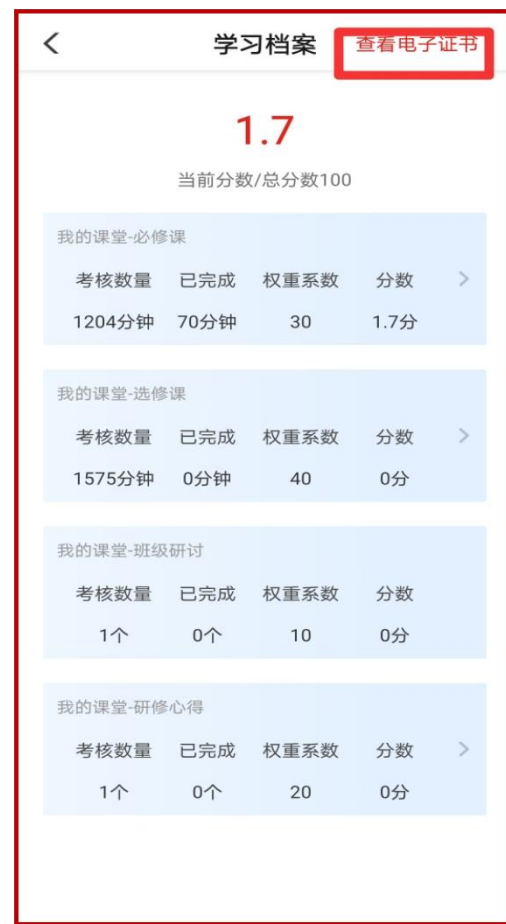 学习档案 查看电子证书
1.7
当前分数/总分数100
我的课堂-必修课
考核数量 已完成 权重系数 分数
1204分钟 70分钟 30 1.7分
我的课堂-选修课
考核数量 已完成 权重系数 分数
1575分钟 0分钟 40 0分
我的课堂-班级研讨
考核数量 已完成 权重系数 分数
1个 0个 10 0分
我的课堂-研修心得
考核数量 已完成 权重系数 分数
1个 0个 20 0分